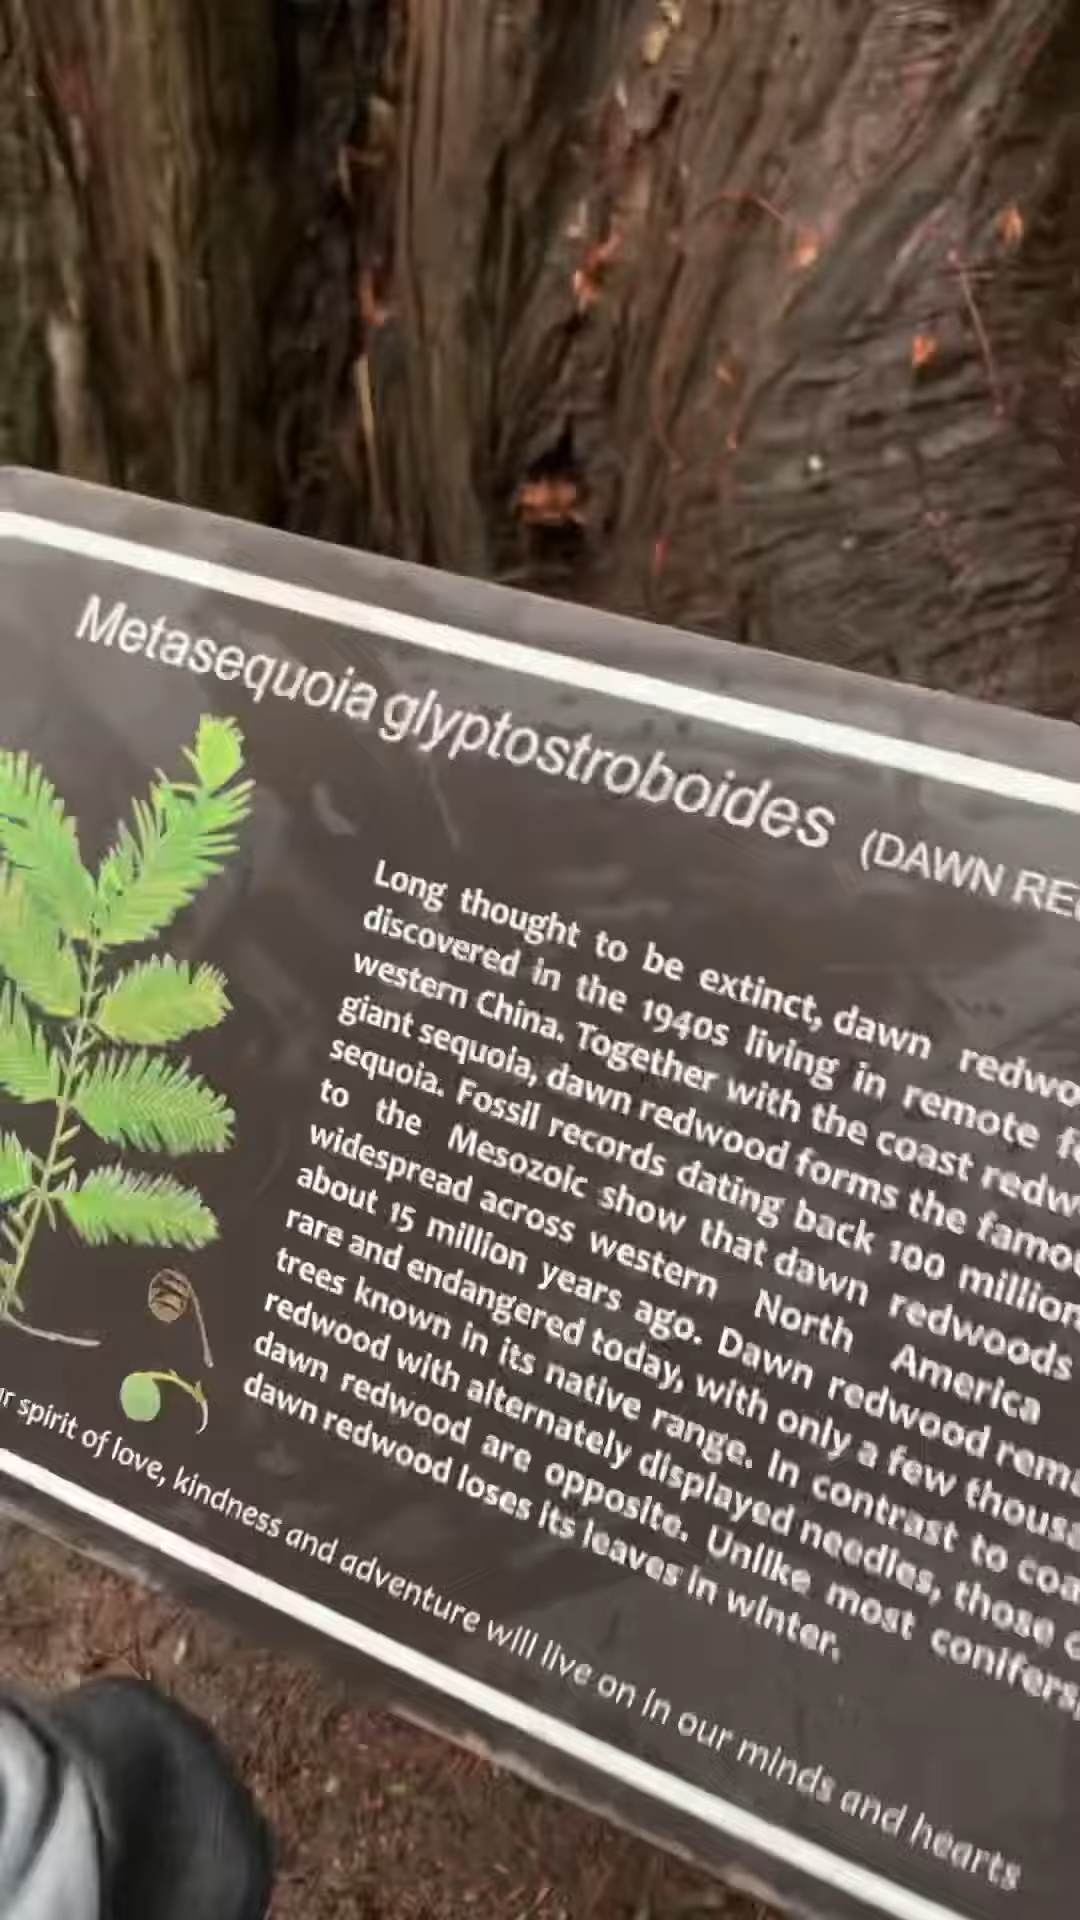 Metasequoia glyptostroboides (DAWN RE
Long thought to be extinct, dawn redwo
discovered in the 1940s living in remote fo
western China. Together with the coast redw
giant sequoia, dawn redwood forms the famou
sequoia. Fossil records dating back 100 million
to the Mesozoic show that dawn redwoods
widespread across western North America
about 15 million years ago. Dawn redwood rema
rare and endangered today, with only a few thousa
trees known in its native range. In contrast to coa
redwood with alternately displayed needles, those o
dawn redwood are opposite. Unlike most conifers,
dawn redwood loses its leaves in winter.
ur spirit of love, kindness and adventure will live on in our minds and hearts